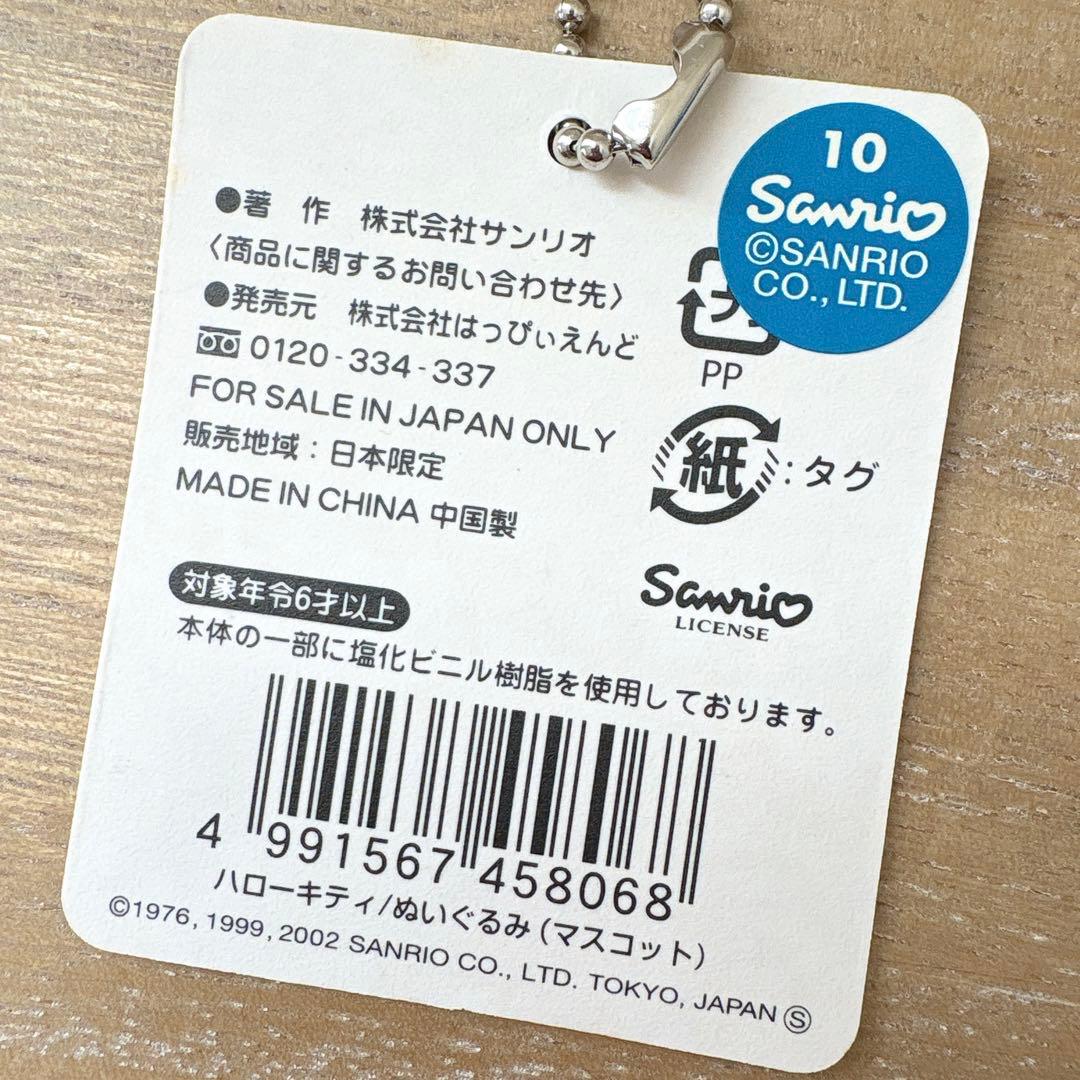 10
Sanrio
©SANRIO
CO., LTD.
●著 作 株式会社サンリオ
〈商品に関するお問い合わせ先〉
●発売元 株式会社はっぴぃえんど
0120-334-337
FOR SALE IN JAPAN ONLY
販売地域：日本限定
MADE IN CHINA 中国製
PP
紙：タグ
Sanrio
LICENSE
対象年令6才以上
本体の一部に塩化ビニル樹脂を使用しております。
4 991567 458068
ハローキティ/ぬいぐるみ(マスコット)
©1976, 1999, 2002 SANRIO CO., LTD. TOKYO, JAPAN Ⓢ